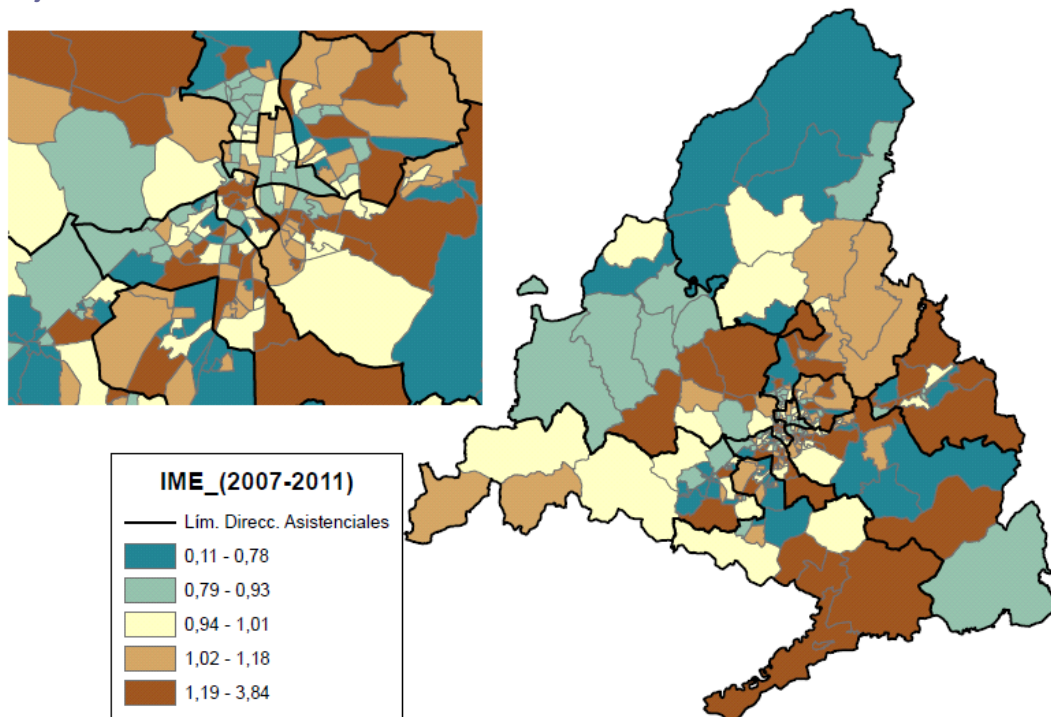 IME_(2007-2011)
Lím. Direcc. Asistenciales
0,11 - 0,78
0,79 - 0,93
0,94 - 1,01
1,02 - 1,18
1,19 - 3,84